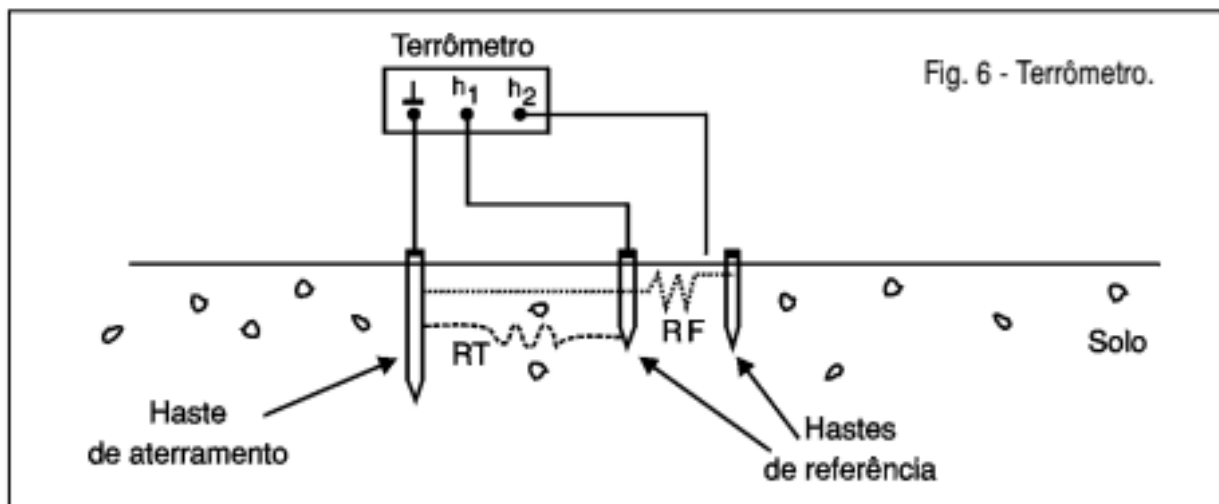 Terrômetro
Fig. 6 - Terrômetro.
h1 h2
RF
RT
Solo
Haste
de aterramento
Hastes
de referência